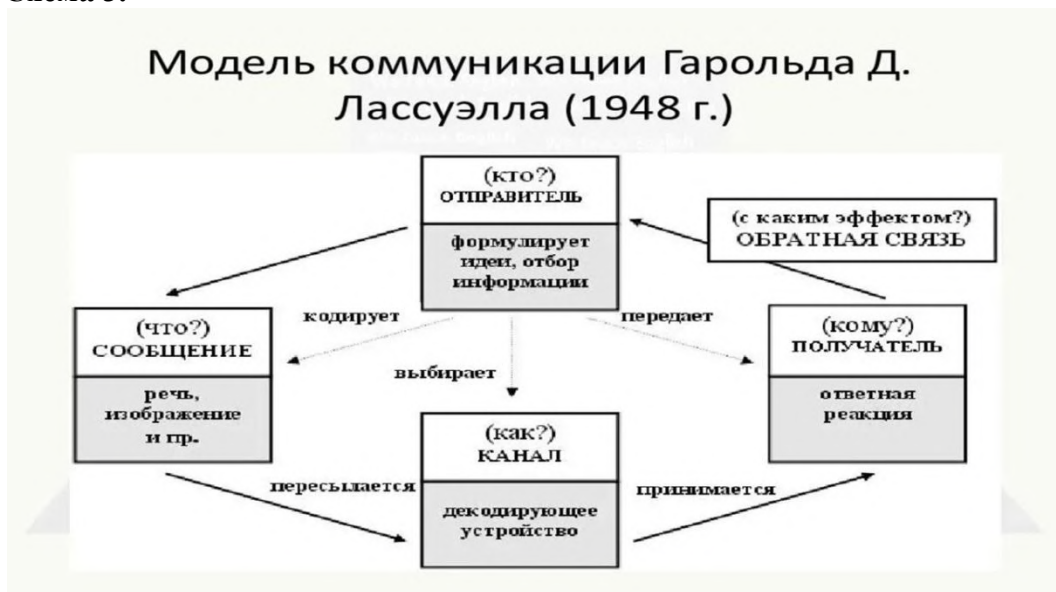 Модель коммуникации Гарольда Д.
Лассуэлла (1948 г.)
(кто?)
ОТПРАВИТЕЛЬ
формулирует
идеи, отбор
информации
(с каким эффектом?)
ОБРАТНАЯ СВЯЗЬ
кодирует
выбирает
передает
(что?)
СООБЩЕНИЕ
речь,
изображение
и пр.
(кому?)
ПОЛУЧАТЕЛЬ
ответная
реакция
(как?)
КАНАЛ
декодирующее
устройство
пересылается
принимается